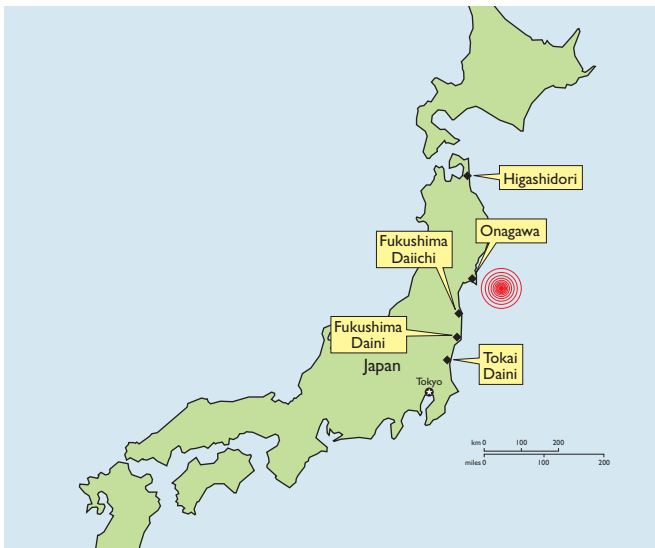 Higashidori
Onagawa
Fukushima
Daiichi
Fukushima
Daini
Japan
Tokai
Daini
Tokyo
km 0 100 200
miles 0 100 200